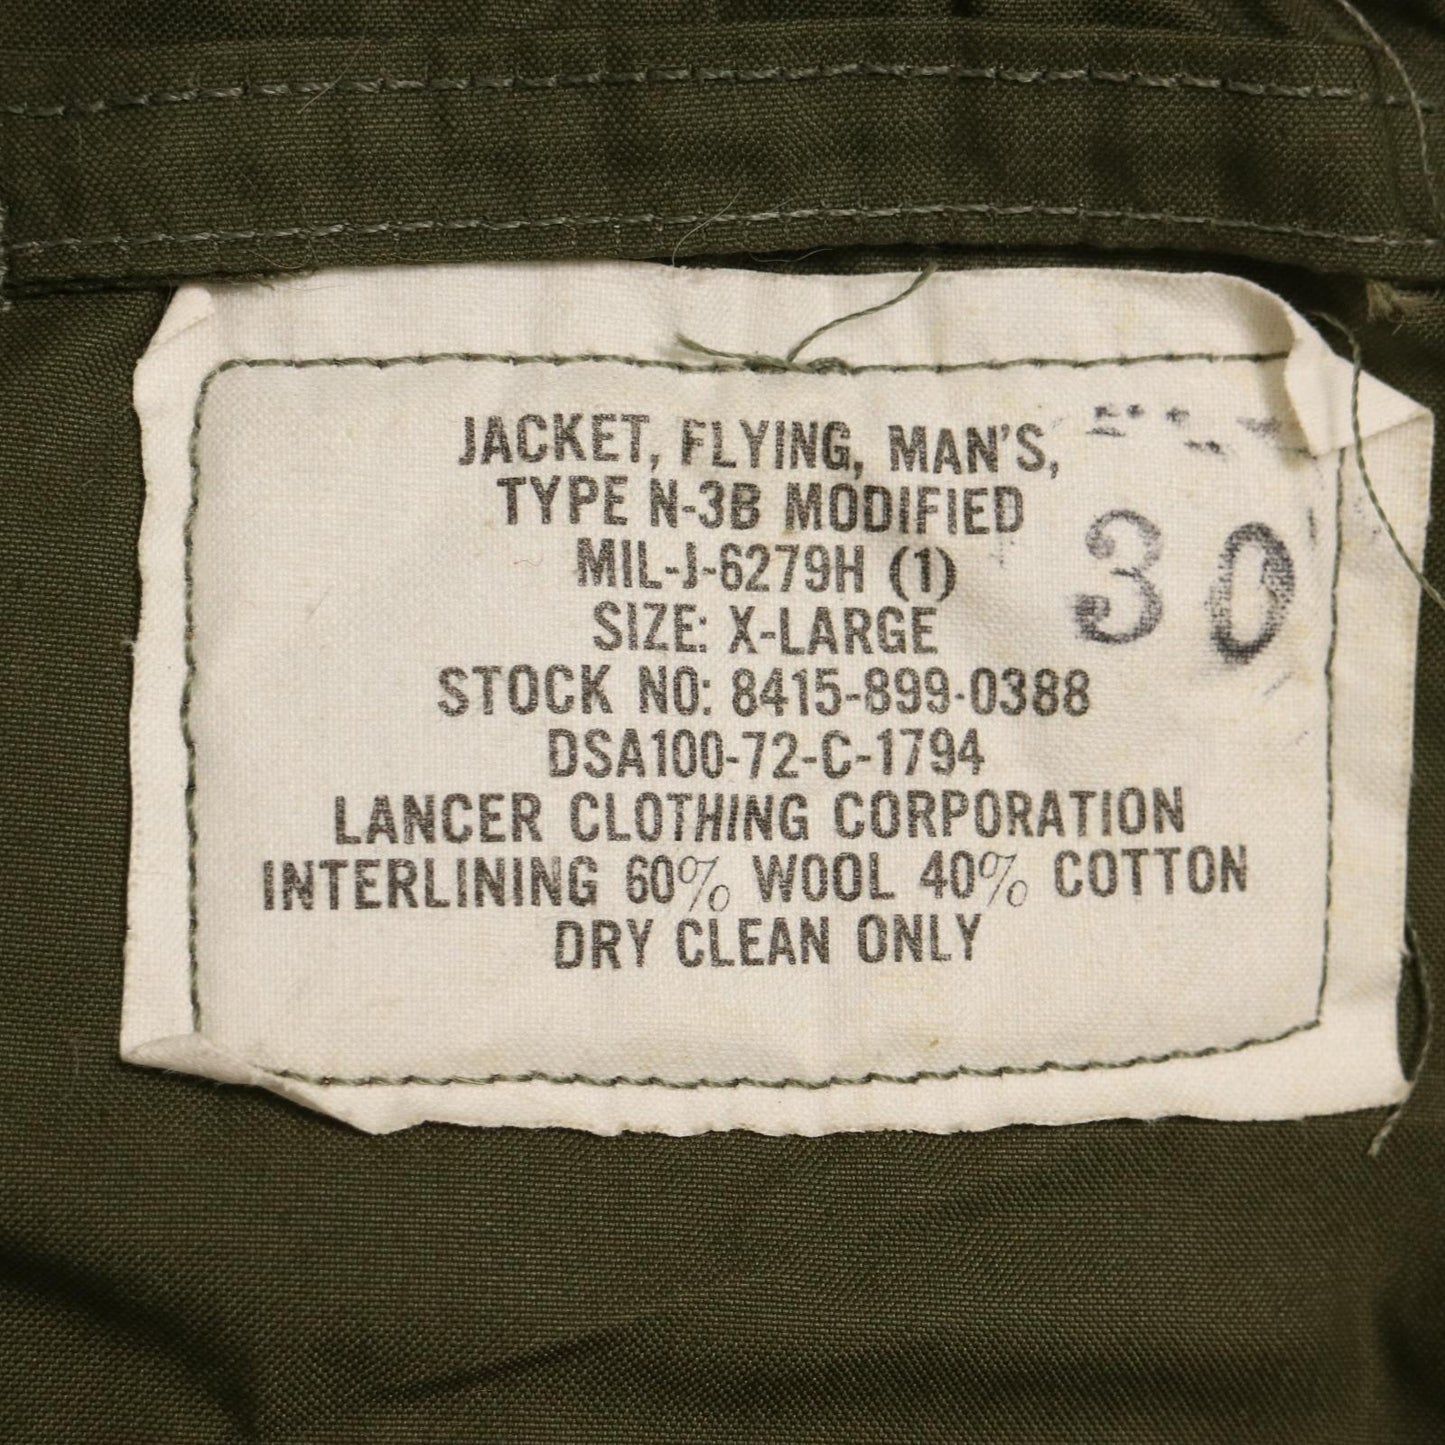 JACKET, FLYING, MAN'S,
TYPE N-3B MODIFIED
MIL-J-6279H (1)
30
SIZE: X-LARGE
STOCK NO: 8415-899-0388
DSA100-72-C-1794
LANCER CLOTHING CORPORATION
INTERLINING 60% WOOL 40% COTTON
DRY CLEAN ONLY